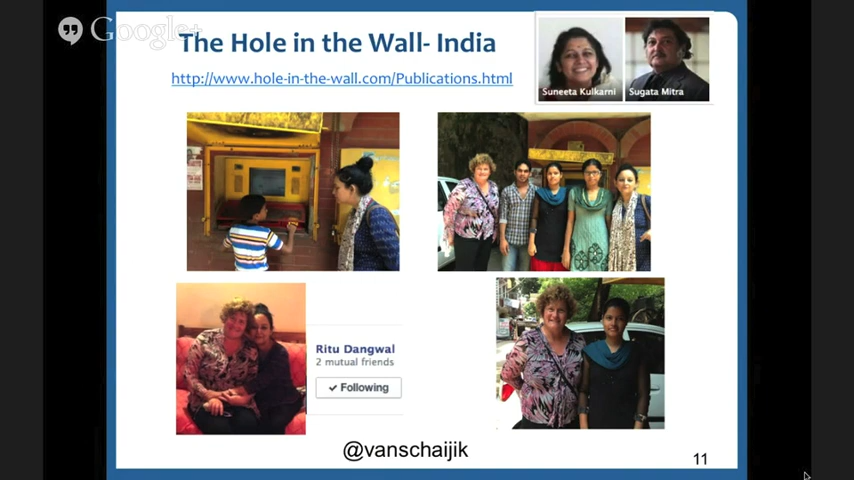 Google+
The Hole in the Wall- India
http://www.hole-in-the-wall.com/Publications.html
Suneeta Kulkarni
Sugata Mitra
Ritu Dangwal
2 mutual friends
✓ Following
@vanschaijik
11